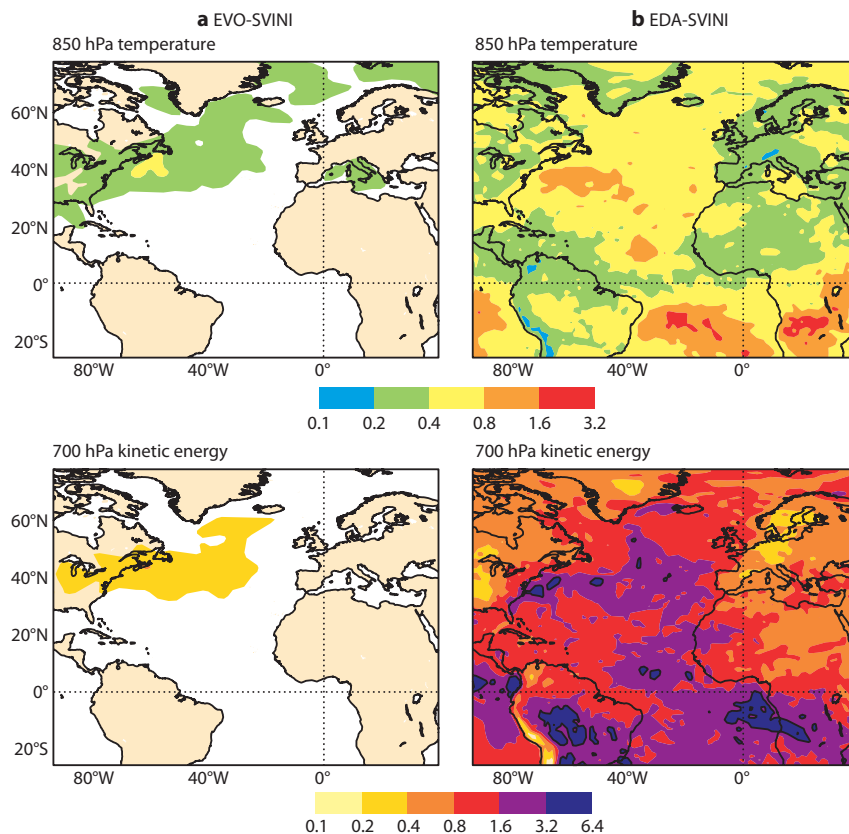 a EVO-SVINI
b EDA-SVINI
850 hPa temperature
850 hPa temperature
60°N
40°N
20°N
0°
20°S
80°W
40°W
0°
80°W
40°W
0°
0.1
0.2
0.4
0.8
1.6
3.2
700 hPa kinetic energy
700 hPa kinetic energy
60°N
40°N
20°N
0°
20°S
80°W
40°W
0°
80°W
40°W
0°
0.1
0.2
0.4
0.8
1.6
3.2
6.4